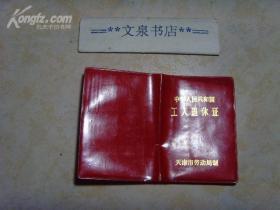 kongfz.com
**文泉书店**
中华人民共和国
工人退休证
天津市劳动局制